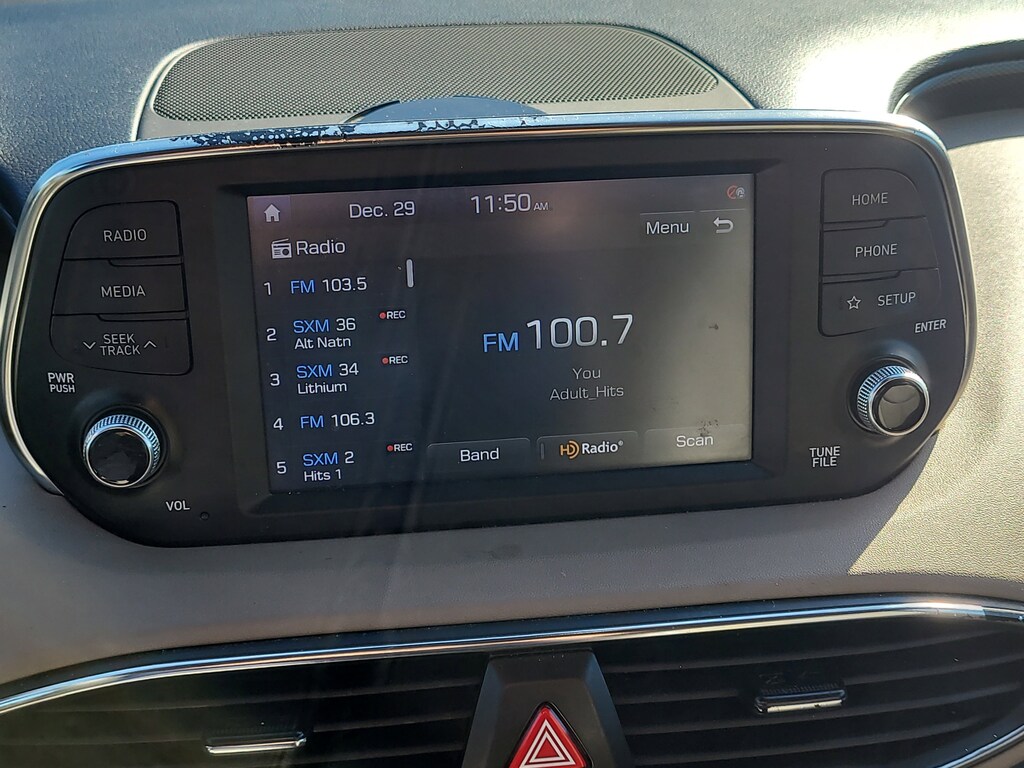 Dec. 29
11:50 AM
Menu
Radio
1 FM 103.5
2 SXM 36 REC
Alt Natn
3 SXM 34 REC
Lithium
4 FM 106.3
5 SXM 2 REC
Hits 1
FM 100.7
You
Adult_Hits
Band
HD Radio®
Scan
RADIO
MEDIA
SEEK
TRACK
PWR
PUSH
VOL
HOME
PHONE
SETUP
ENTER
TUNE
FILE